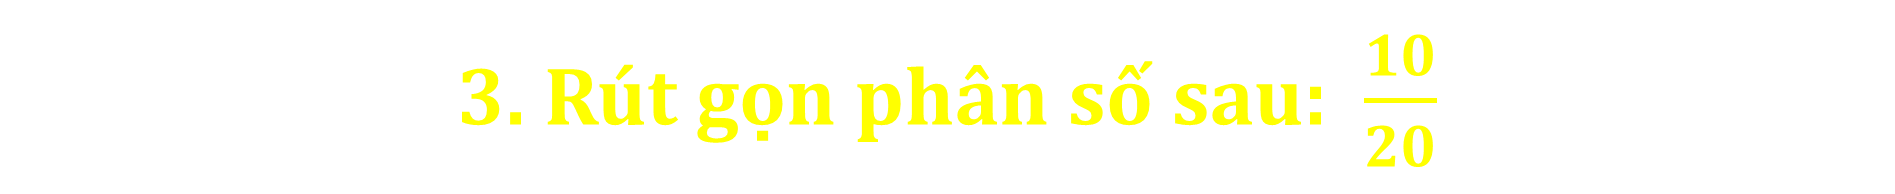 3. Rút gọn phân số sau: 10/20